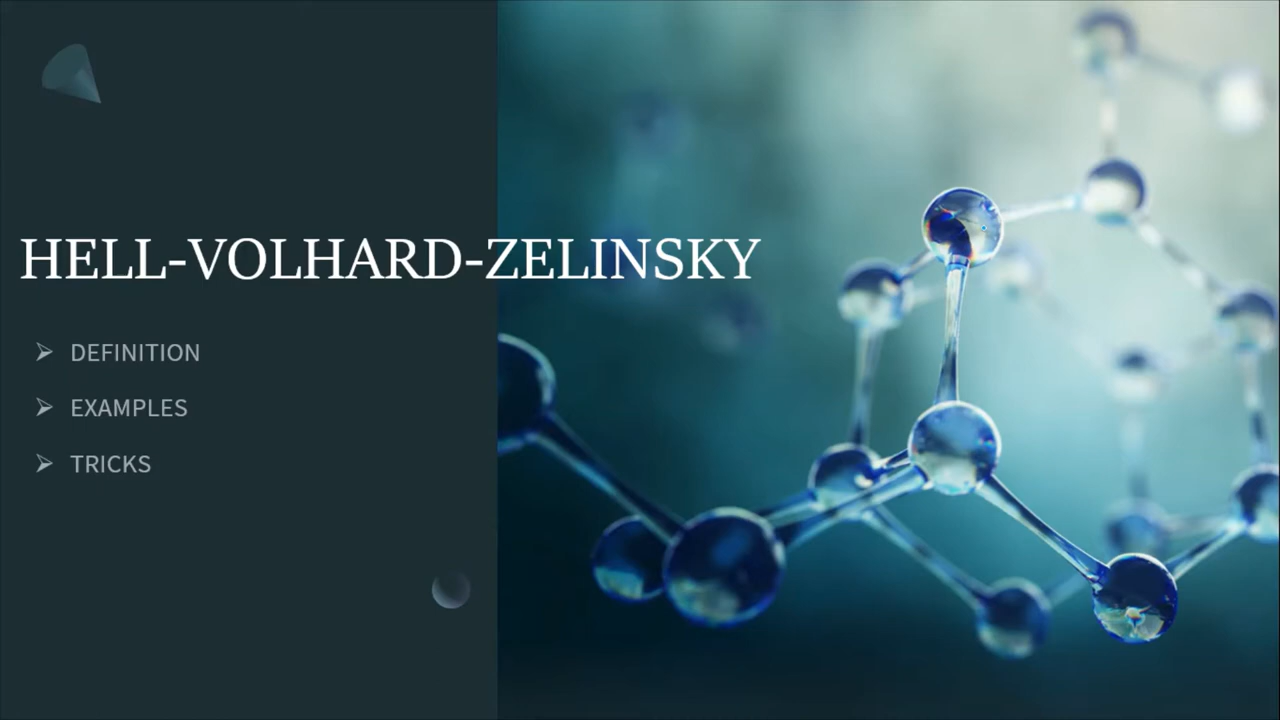 HELL-VOLHARD-ZELINSKY
➢ DEFINITION
➢ EXAMPLES
➢ TRICKS